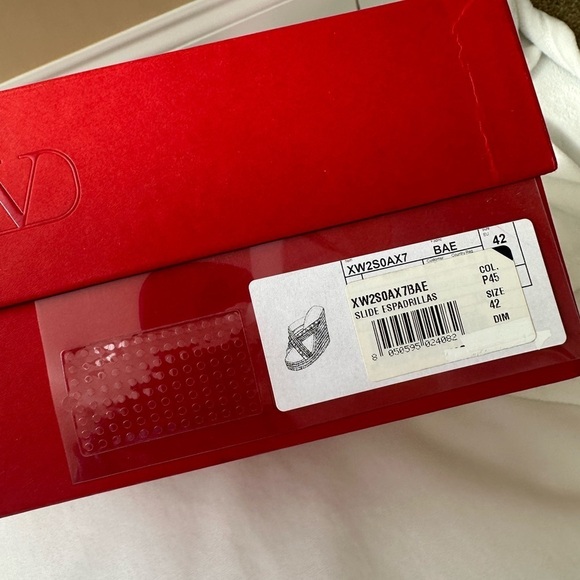 V
XW2S0AX7 BAE 42
XW2S0AX7BAE
SLIDE ESPADRILLAS
8 050595 024082
COL.
P45
SIZE
42
DIM